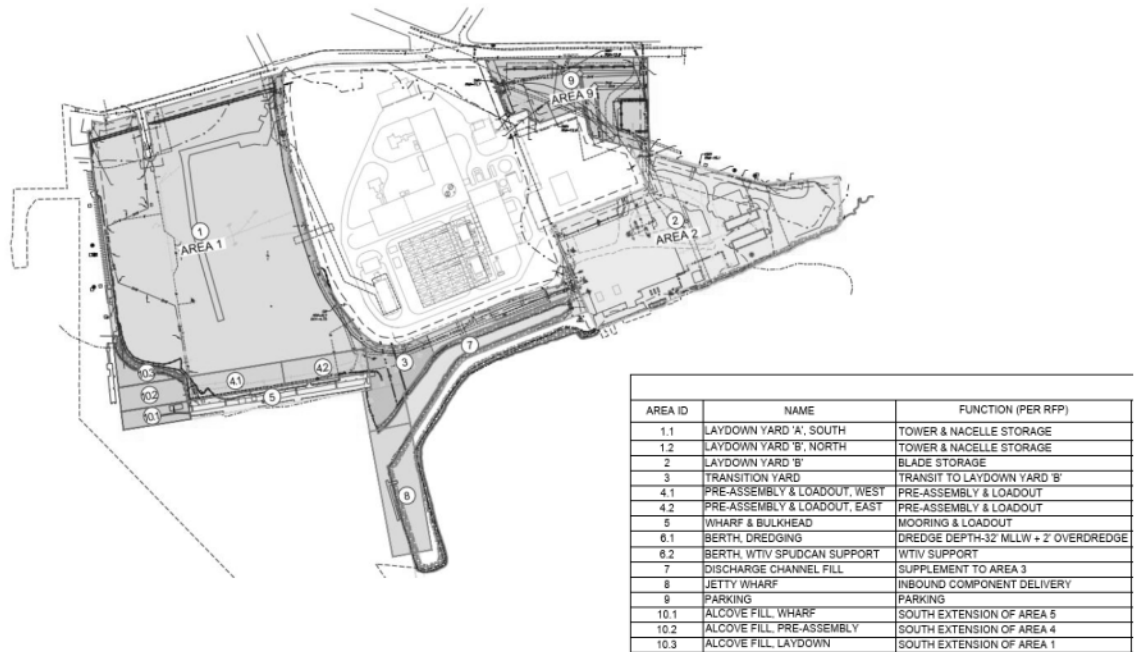 9
AREA 9
1
AREA 1
2
AREA 2
10.3
4.1
4.2
3
7
10.2
5
10.1
8
AREA ID NAME FUNCTION (PER RFP)
1.1 LAYDOWN YARD 'A', SOUTH TOWER & NACELLE STORAGE
1.2 LAYDOWN YARD 'B', NORTH TOWER & NACELLE STORAGE
2 LAYDOWN YARD 'B' BLADE STORAGE
3 TRANSITION YARD TRANSIT TO LAYDOWN YARD 'B'
4.1 PRE-ASSEMBLY & LOADOUT, WEST PRE-ASSEMBLY & LOADOUT
4.2 PRE-ASSEMBLY & LOADOUT, EAST PRE-ASSEMBLY & LOADOUT
5 WHARF & BULKHEAD MOORING & LOADOUT
6.1 BERTH, DREDGING DREDGE DEPTH-32' MLLW + 2' OVERDREDGE
6.2 BERTH, WTIV SPUDCAN SUPPORT WTIV SUPPORT
7 DISCHARGE CHANNEL FILL SUPPLEMENT TO AREA 3
8 JETTY WHARF INBOUND COMPONENT DELIVERY
9 PARKING PARKING
10.1 ALCOVE FILL, WHARF SOUTH EXTENSION OF AREA 5
10.2 ALCOVE FILL, PRE-ASSEMBLY SOUTH EXTENSION OF AREA 4
10.3 ALCOVE FILL, LAYDOWN SOUTH EXTENSION OF AREA 1